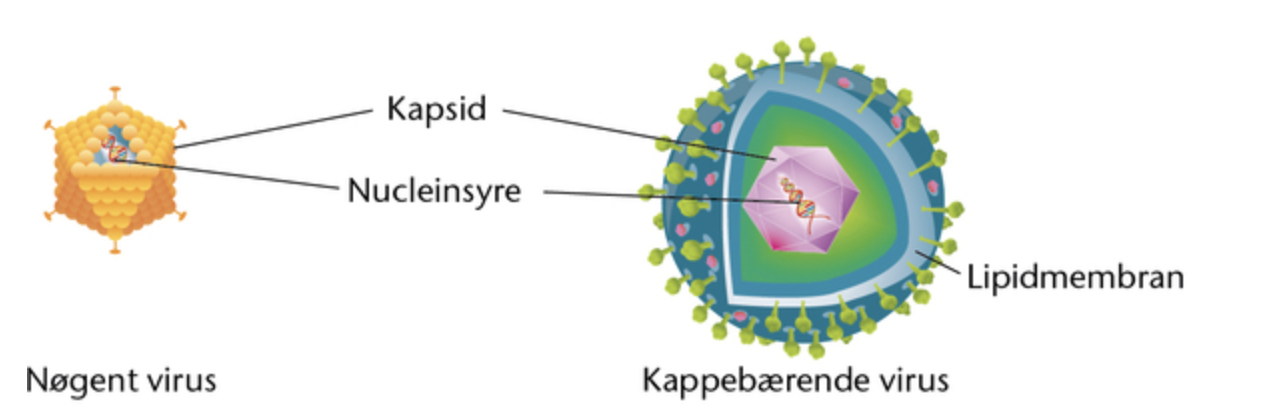 Kapsid
Nucleinsyre
Lipidmembran
Nøgent virus
Kappebærende virus